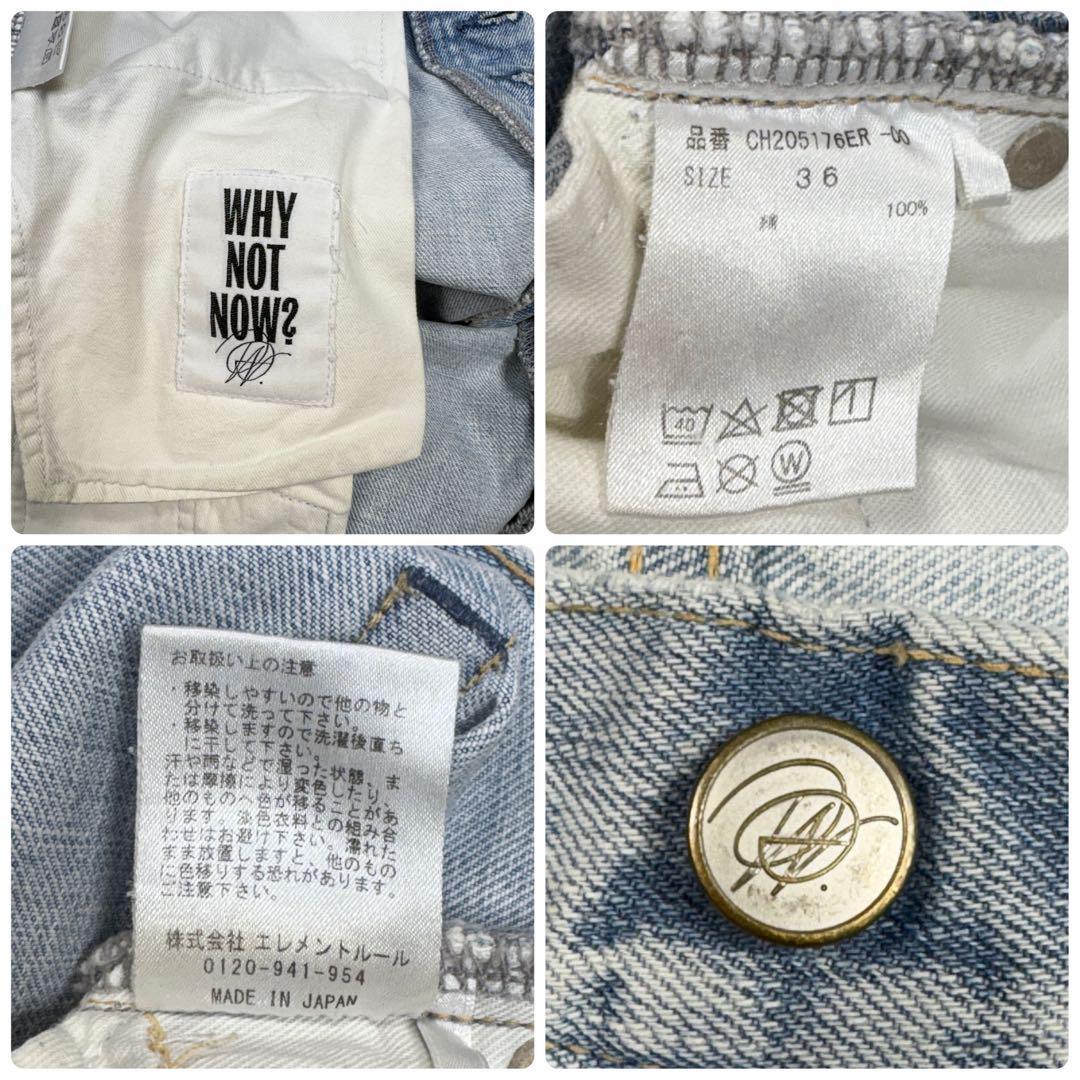 WHY
NOT
NOW?
品番 CH205176ER -00
SIZE 36
綿 100%
40
1
W
お取扱い上の注意
・移染しやすいので他の物と
分けて洗って下さい。
・移染しますので洗濯後直ち
に干して下さい。
汗や雨などで湿った状態、ま
たは摩擦により変色したり、
他のものへ色が移ることがあ
ります。淡色衣料との組み合
わせはお避け下さい。濡れた
まま放置しますと、他のもの
に色移りする恐れがあります。
ご注意下さい。
株式会社 エレメントルール
0120-941-954
MADE IN JAPAN